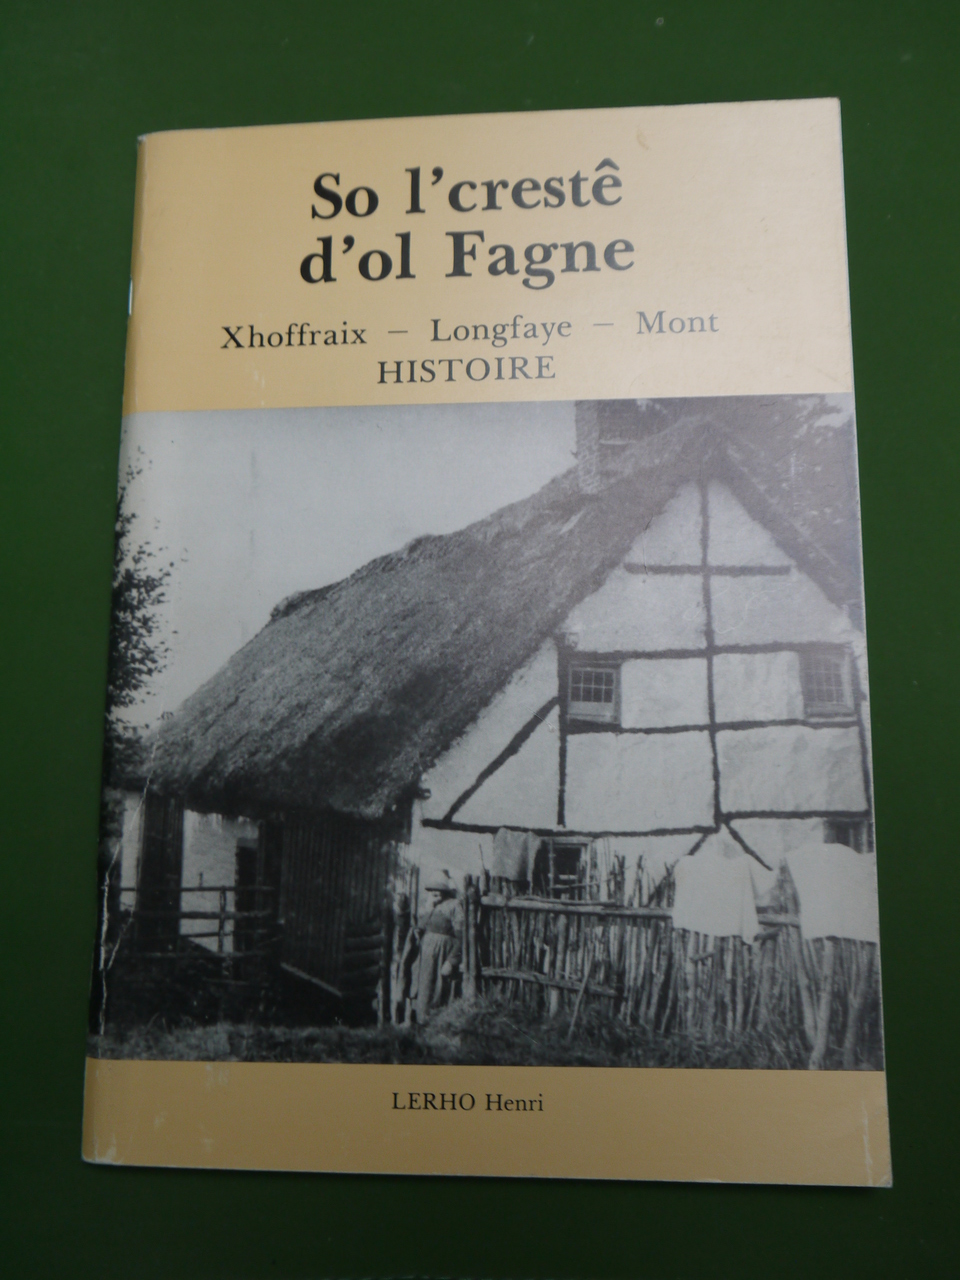 So l'crestê
d'ol Fagne
Xhoffraix – Longfaye – Mont
HISTOIRE
LERHO Henri